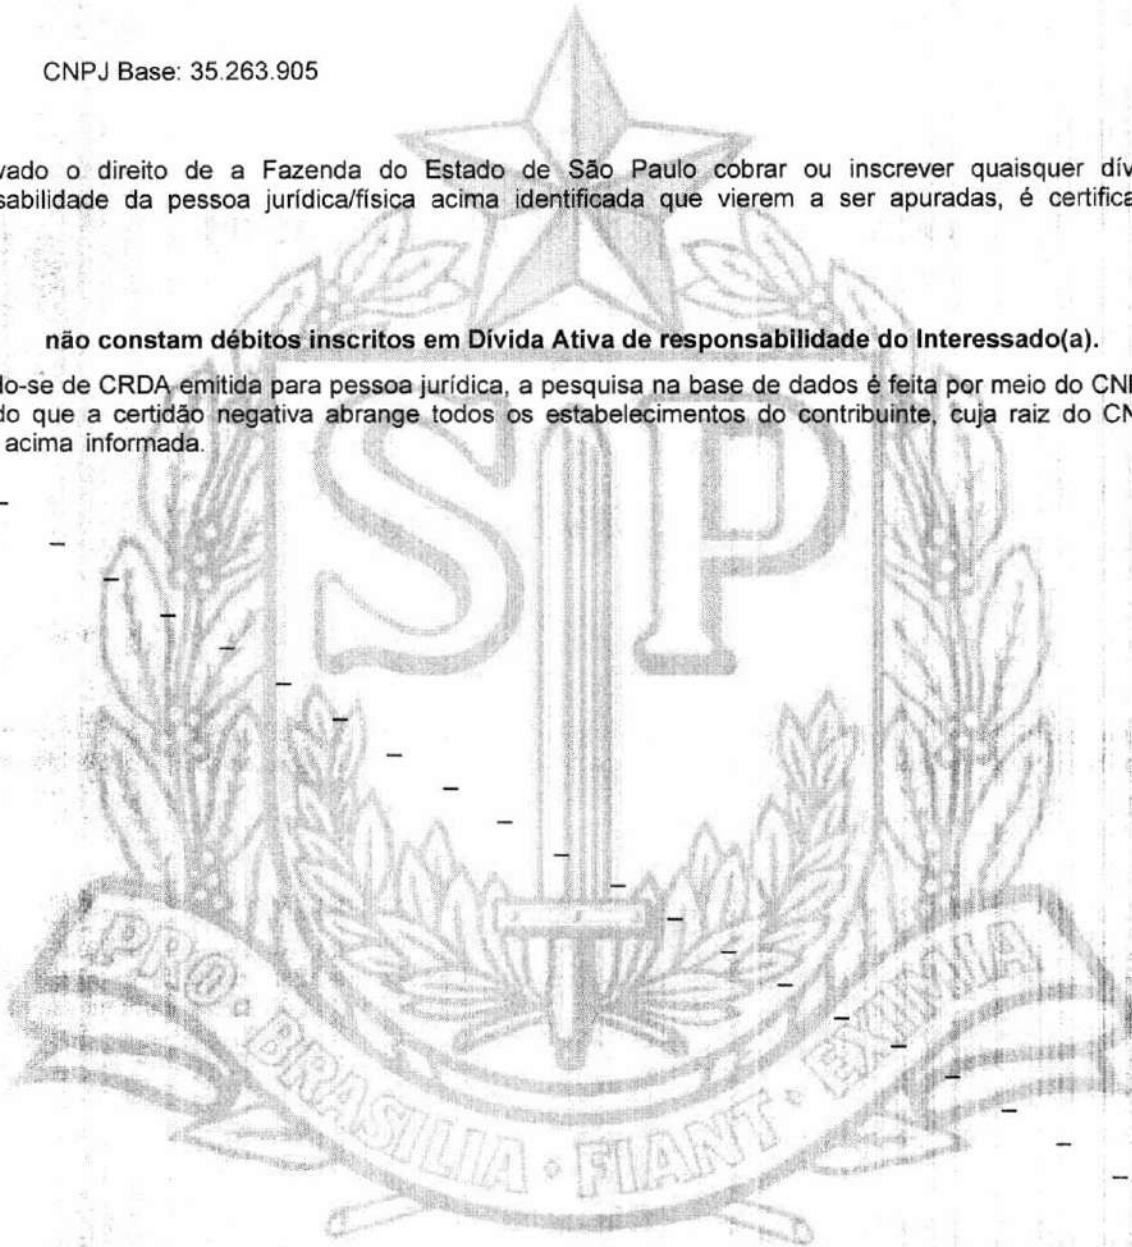 CNPJ Base: 35.263.905
vado o direito de a Fazenda do Estado de São Paulo cobrar ou inscrever quaisquer dív
sabilidade da pessoa jurídica/física acima identificada que vierem a ser apuradas, é certifica
não constam débitos inscritos em Dívida Ativa de responsabilidade do Interessado(a).
do-se de CRDA emitida para pessoa jurídica, a pesquisa na base de dados é feita por meio do CNP
do que a certidão negativa abrange todos os estabelecimentos do contribuinte, cuja raiz do CN
acima informada.
SP
PRO • BRASILIA • FIANT • EXIMIA